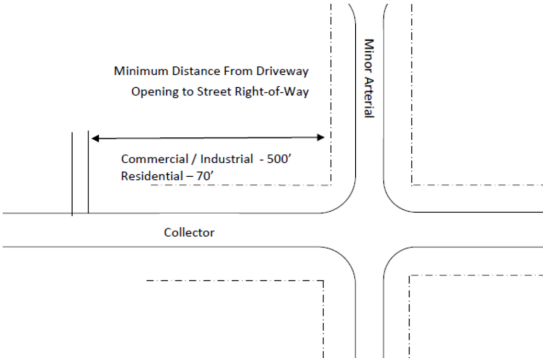 Minimum Distance From Driveway
Opening to Street Right-of-Way
Minor Arterial
Commercial / Industrial  - 500’
Residential – 70’
Collector